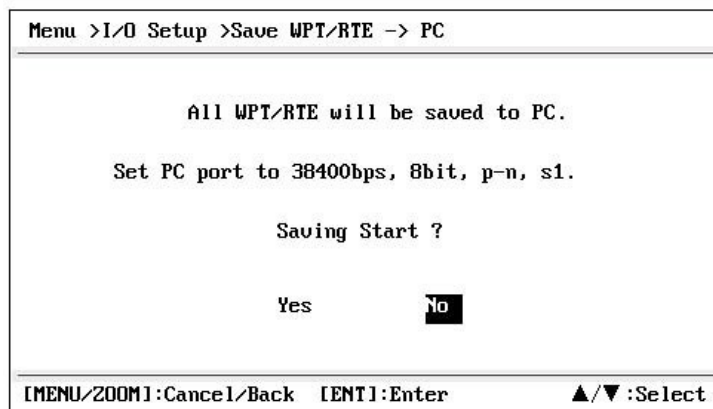 Menu >I/O Setup >Save WPT/RTE -> PC
All WPT/RTE will be saved to PC.
Set PC port to 38400bps, 8bit, p-n, s1.
Saving Start ?
Yes No
[MENU/ZOOM]:Cancel/Back [ENT]:Enter ▲/▼:Select